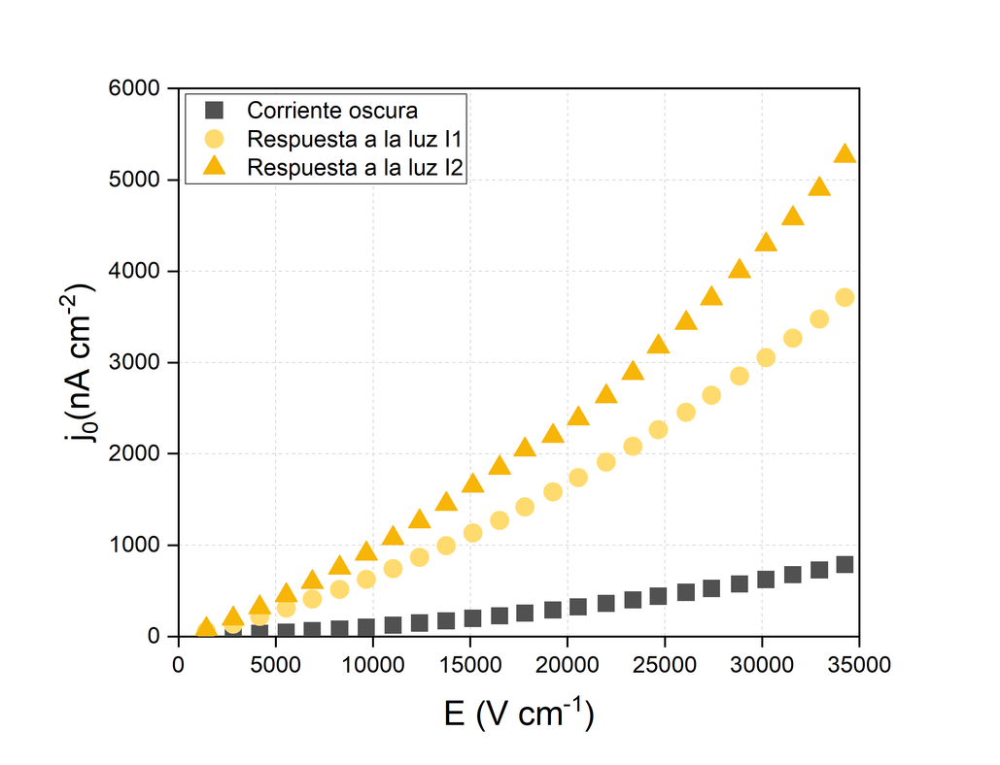 6000
5000
4000
3000
2000
1000
0
Corriente oscura
Respuesta a la luz I1
Respuesta a la luz I2
j₀(nA cm⁻²)
0 5000 10000 15000 20000 25000 30000 35000
E (V cm⁻¹)